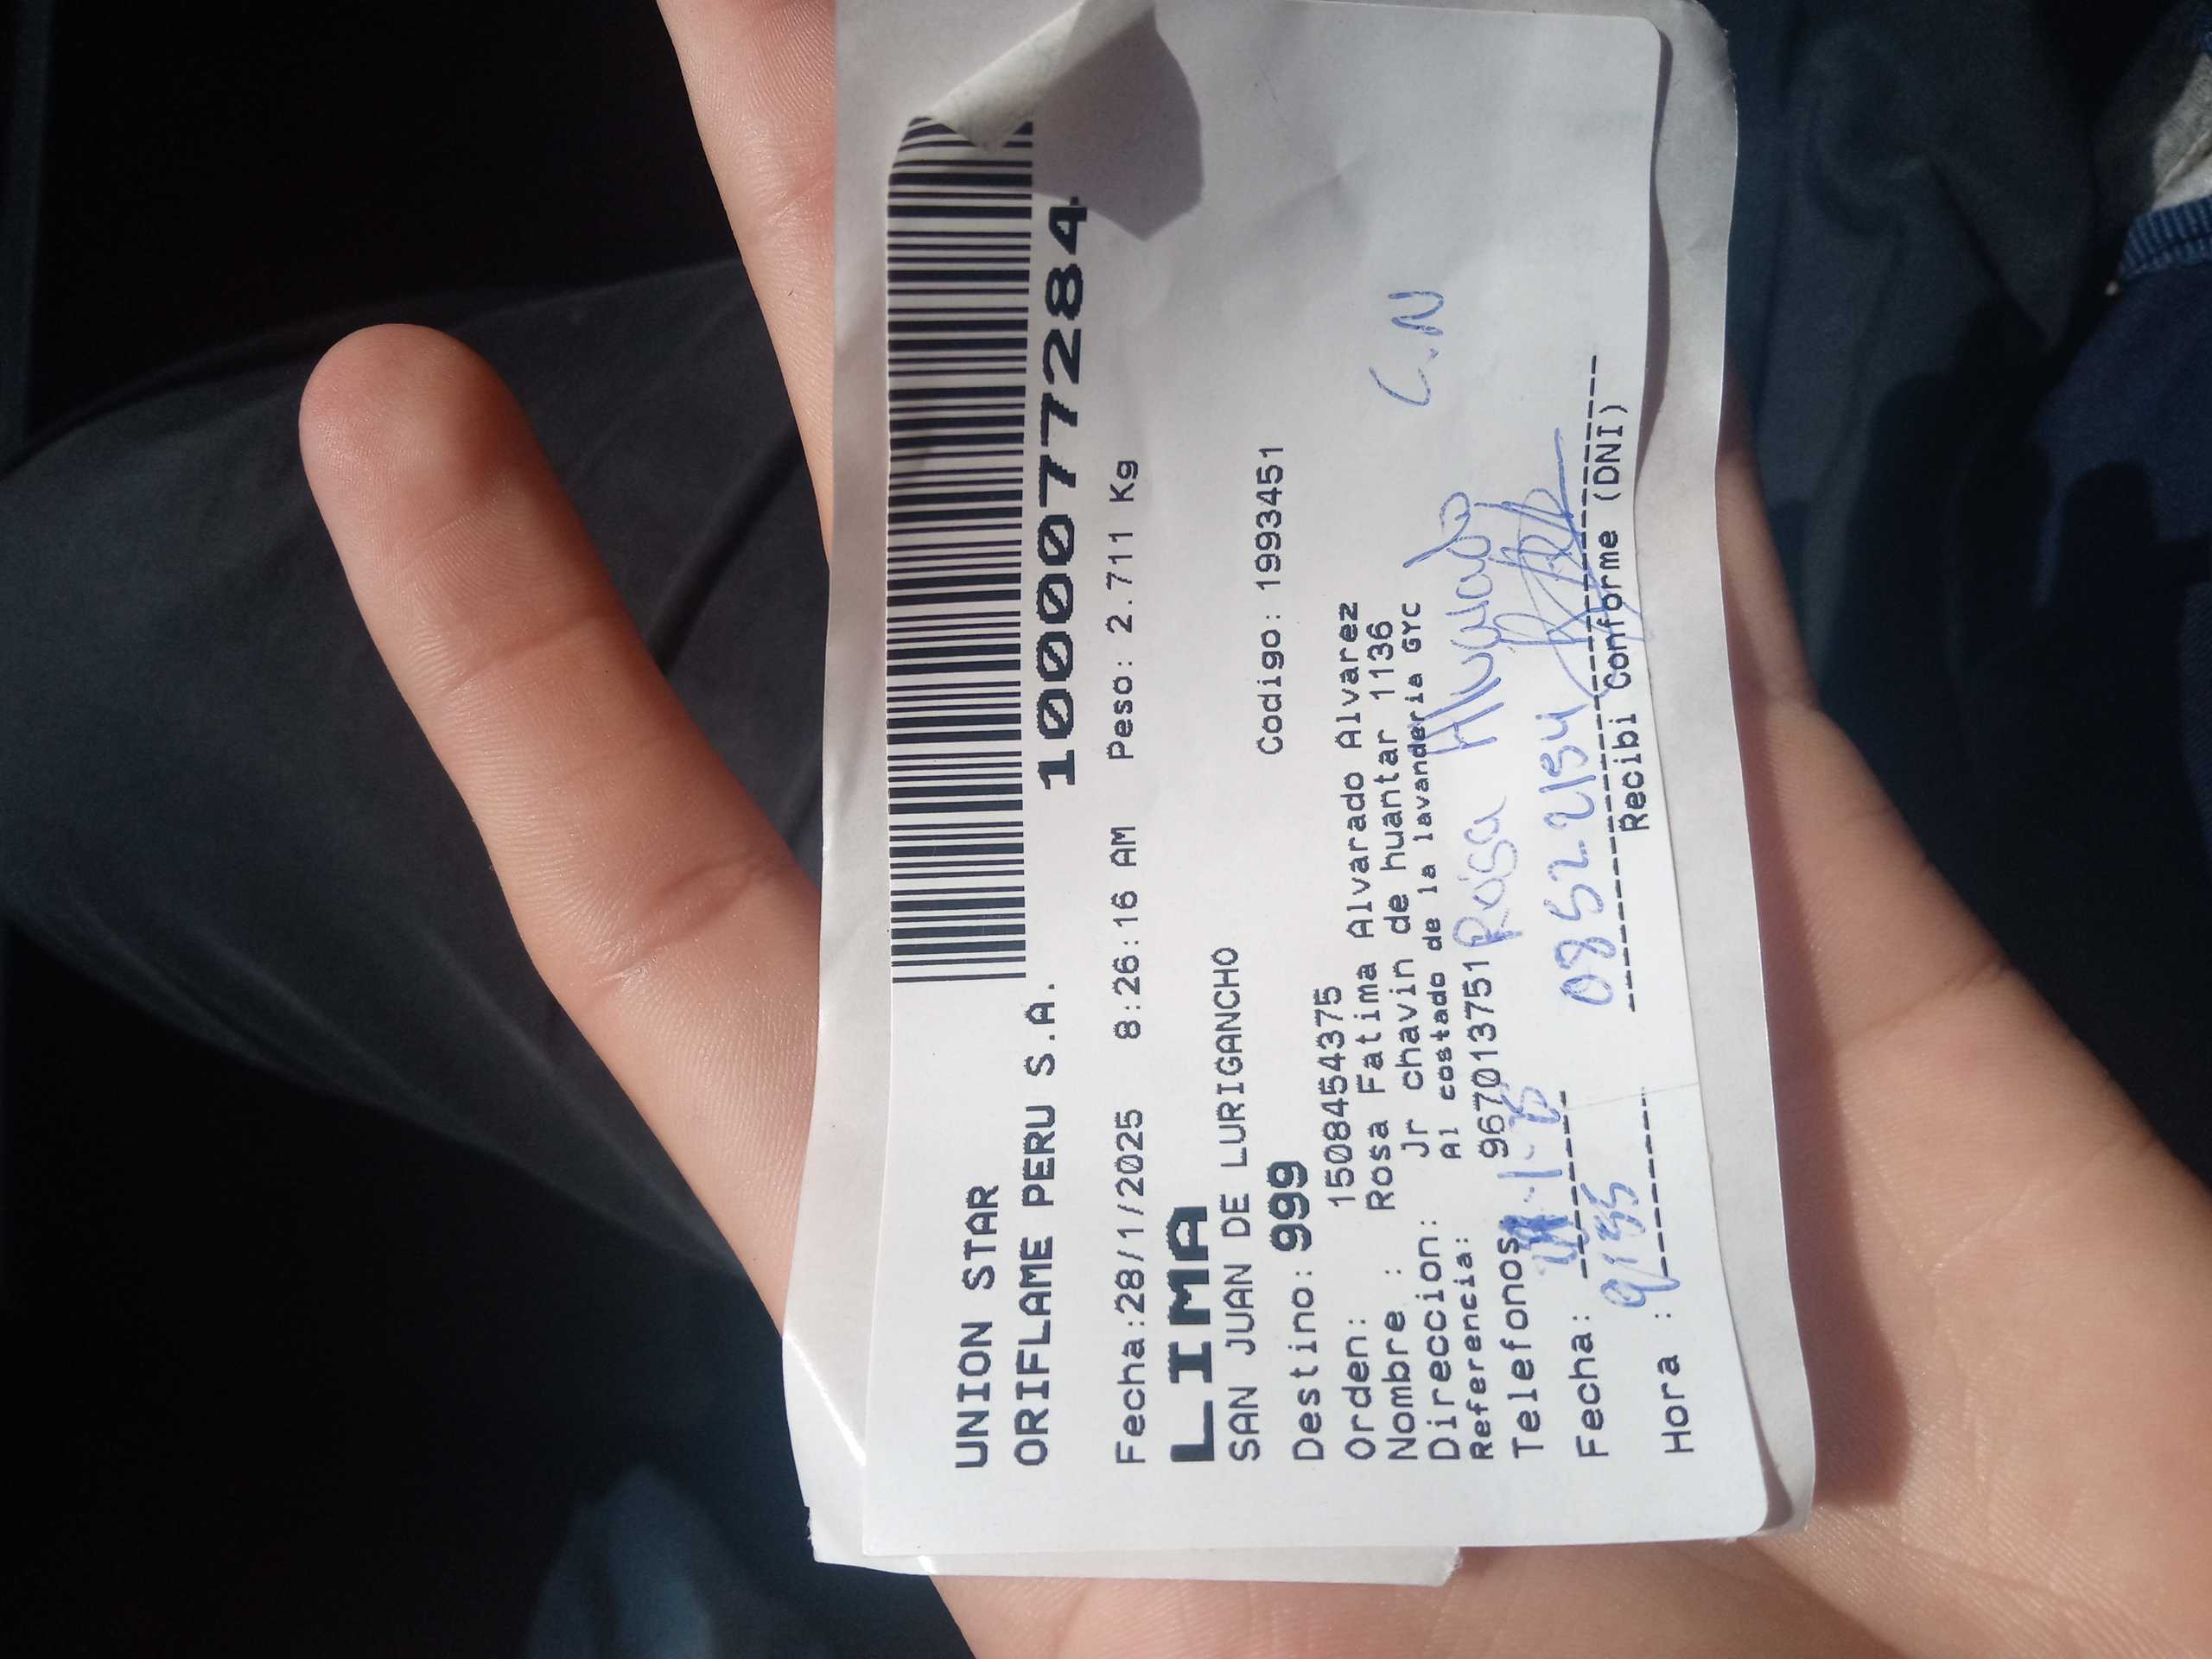 UNION STAR
ORIFLAME PERU S.A.
1000077284
Fecha:28/1/2025 8:26:16 AM Peso: 2.711 Kg
LIMA
SAN JUAN DE LURIGANCHO
Destino: 999 Codigo: 1993451
Orden: 1508454375
Nombre : Rosa Fatima Alvarado Alvarez
Direccion: Jr chavin de huantar 1136
Referencia: Al costado de la lavanderia GYC
C.N
Telefonos: 967013751
Rosa Alvarado
Fecha:
Hora : 9:55
Recibi Conforme (DNI)